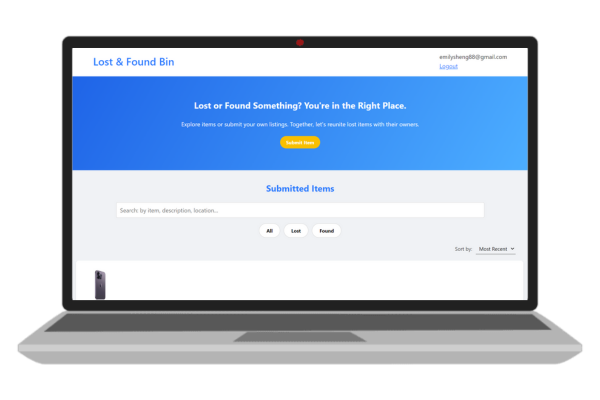 Lost & Found Bin
emilysheng88@gmail.com
Logout
Lost or Found Something? You're in the Right Place.
Explore items or submit your own listings. Together, let's reunite lost items with their owners.
Submit Item
Submitted Items
Search: by item, description, location...
All Lost Found
Sort by: Most Recent